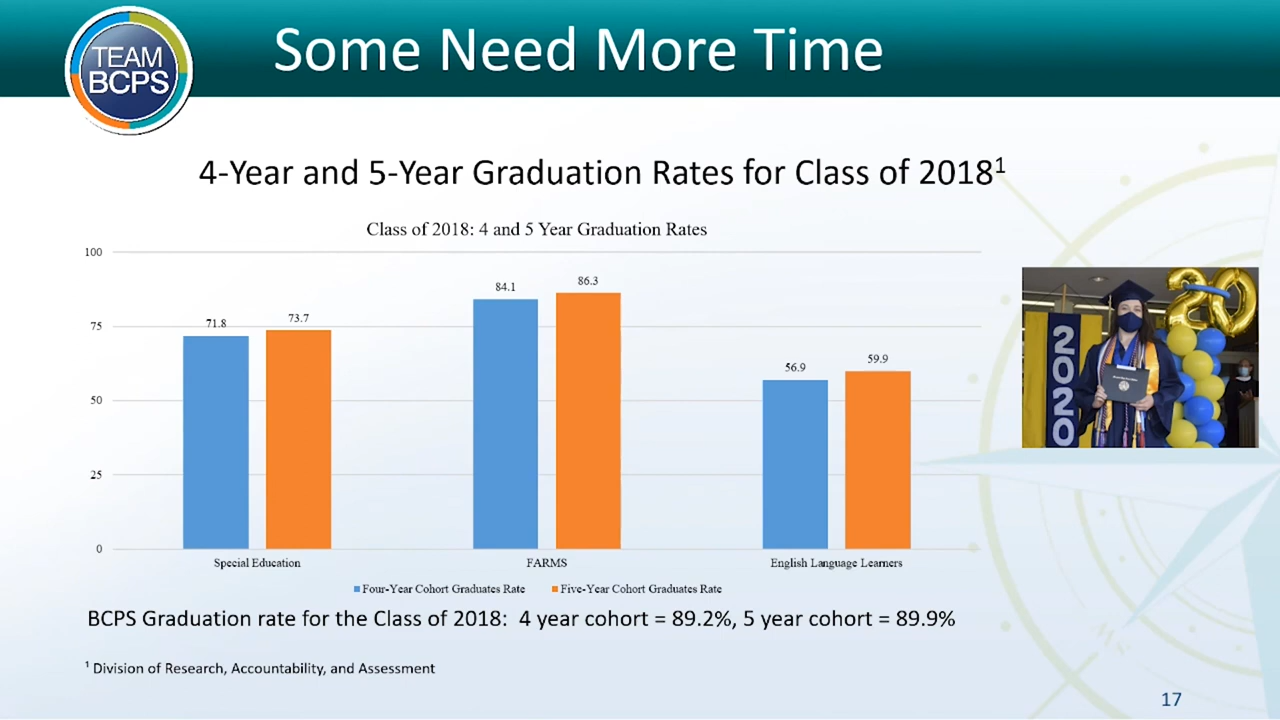 TEAM
BCPS
Some Need More Time
4-Year and 5-Year Graduation Rates for Class of 2018¹
Class of 2018: 4 and 5 Year Graduation Rates
100
75
50
25
0
71.8
73.7
84.1
86.3
56.9
59.9
Special Education
FARMS
English Language Learners
Four-Year Cohort Graduates Rate
Five-Year Cohort Graduates Rate
2020
20
BCPS Graduation rate for the Class of 2018: 4 year cohort = 89.2%, 5 year cohort = 89.9%
¹ Division of Research, Accountability, and Assessment
17